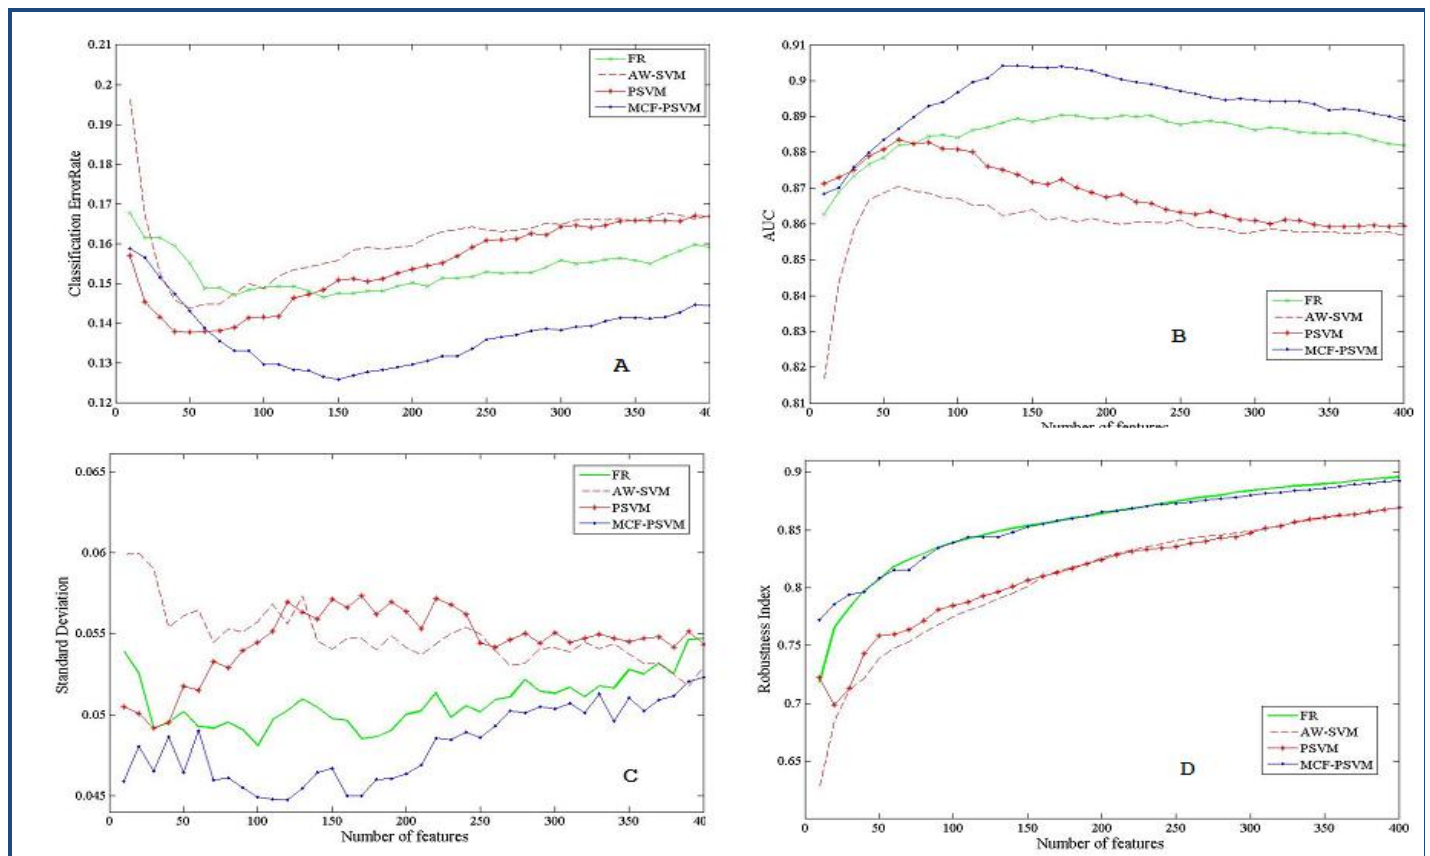 0.21
0.2
0.19
0.18
0.17
0.16
0.15
0.14
0.13
0.12
Classification ErrorRate
FR
AW-SVM
PSVM
MCF-PSVM
A
0 50 100 150 200 250 300 350 40
0.91
0.9
0.89
0.88
0.87
0.86
0.85
0.84
0.83
0.82
0.81
AUC
FR
AW-SVM
PSVM
MCF-PSVM
B
0 50 100 150 200 250 300 350 400
Number of features
0.065
0.06
0.055
0.05
0.045
Standard Deviation
FR
AW-SVM
PSVM
MCF-PSVM
C
0 50 100 150 200 250 300 350 40
Number of features
0.9
0.85
0.8
0.75
0.7
0.65
Robustness Index
FR
AW-SVM
PSVM
MCF-PSVM
D
0 50 100 150 200 250 300 350 400
Number of features